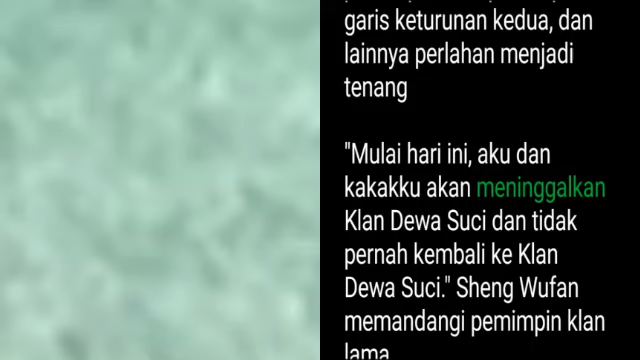 garis keturunan kedua, dan
lainnya perlahan menjadi
tenang
"Mulai hari ini, aku dan
kakakku akan meninggalkan
Klan Dewa Suci dan tidak
pernah kembali ke Klan
Dewa Suci." Sheng Wufan
memandangi pemimpin klan
lama